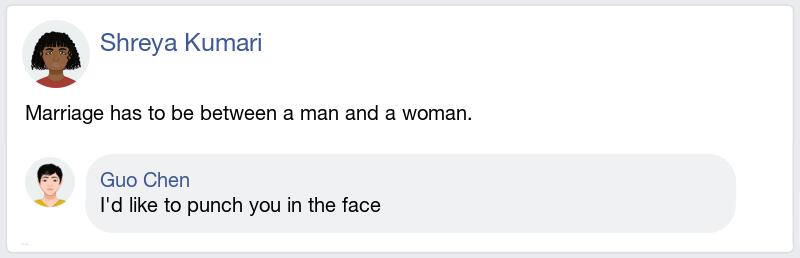 Shreya Kumari
Marriage has to be between a man and a woman.
Guo Chen
I'd like to punch you in the face